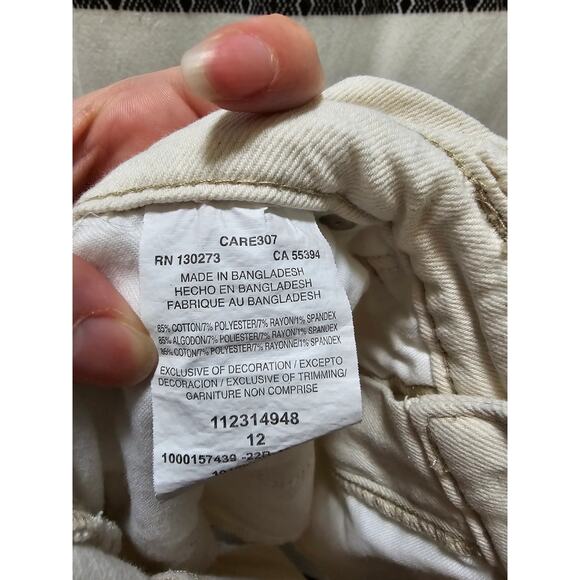 CARE307
RN 130273 CA 55394
MADE IN BANGLADESH
HECHO EN BANGLADESH
FABRIQUE AU BANGLADESH
85% COTTON/7% POLYESTER/7% RAYON/1% SPANDEX
85% ALGODON/7% POLIESTER/7% RAYON/1% SPANDEX
85% COTON/7% POLYESTER/7% RAYONNE/1% SPANDEX
EXCLUSIVE OF DECORATION / EXCEPTO
DECORACION / EXCLUSIVE OF TRIMMING/
GARNITURE NON COMPRISE
112314948
12
1000157439